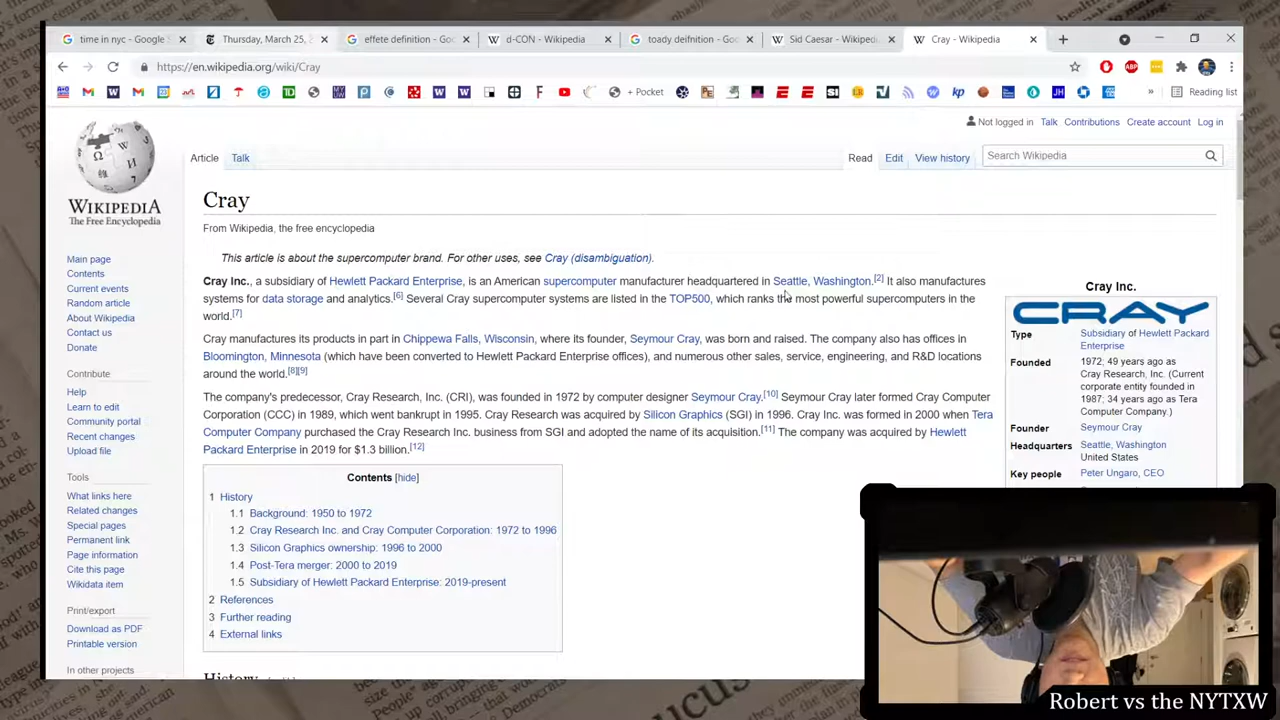 time in nyc - Google S
Thursday, March 25, 2
effete definition - Goo
d-CON - Wikipedia
toady deifnition - Goo
Sid Caesar - Wikipedi
Cray - Wikipedia
https://en.wikipedia.org/wiki/Cray
+ Pocket
Reading list
Not logged in Talk Contributions Create account Log in
Article Talk
Read Edit View history
Search Wikipedia
WIKIPEDIA
The Free Encyclopedia
Main page
Contents
Current events
Random article
About Wikipedia
Contact us
Donate
Contribute
Help
Learn to edit
Community portal
Recent changes
Upload file
Tools
What links here
Related changes
Special pages
Permanent link
Page information
Cite this page
Wikidata item
Print/export
Download as PDF
Printable version
In other projects
Cray
From Wikipedia, the free encyclopedia
This article is about the supercomputer brand. For other uses, see Cray (disambiguation).
Cray Inc., a subsidiary of Hewlett Packard Enterprise, is an American supercomputer manufacturer headquartered in Seattle, Washington.[2] It also manufactures
systems for data storage and analytics.[6] Several Cray supercomputer systems are listed in the TOP500, which ranks the most powerful supercomputers in the
world.[7]
Cray manufactures its products in part in Chippewa Falls, Wisconsin, where its founder, Seymour Cray, was born and raised. The company also has offices in
Bloomington, Minnesota (which have been converted to Hewlett Packard Enterprise offices), and numerous other sales, service, engineering, and R&D locations
around the world.[8][9]
The company's predecessor, Cray Research, Inc. (CRI), was founded in 1972 by computer designer Seymour Cray.[10] Seymour Cray later formed Cray Computer
Corporation (CCC) in 1989, which went bankrupt in 1995. Cray Research was acquired by Silicon Graphics (SGI) in 1996. Cray Inc. was formed in 2000 when Tera
Computer Company purchased the Cray Research Inc. business from SGI and adopted the name of its acquisition.[11] The company was acquired by Hewlett
Packard Enterprise in 2019 for $1.3 billion.[12]
Contents [hide]
1 History
1.1 Background: 1950 to 1972
1.2 Cray Research Inc. and Cray Computer Corporation: 1972 to 1996
1.3 Silicon Graphics ownership: 1996 to 2000
1.4 Post-Tera merger: 2000 to 2019
1.5 Subsidiary of Hewlett Packard Enterprise: 2019-present
2 References
3 Further reading
4 External links
History
Cray Inc.
CRAY
Type Subsidiary of Hewlett Packard
Enterprise
Founded 1972; 49 years ago as
Cray Research, Inc. (Current
corporate entity founded in
1987; 34 years ago as Tera
Computer Company.)
Founder Seymour Cray
Headquarters Seattle, Washington
United States
Key people Peter Ungaro, CEO
Robert vs the NYTXW